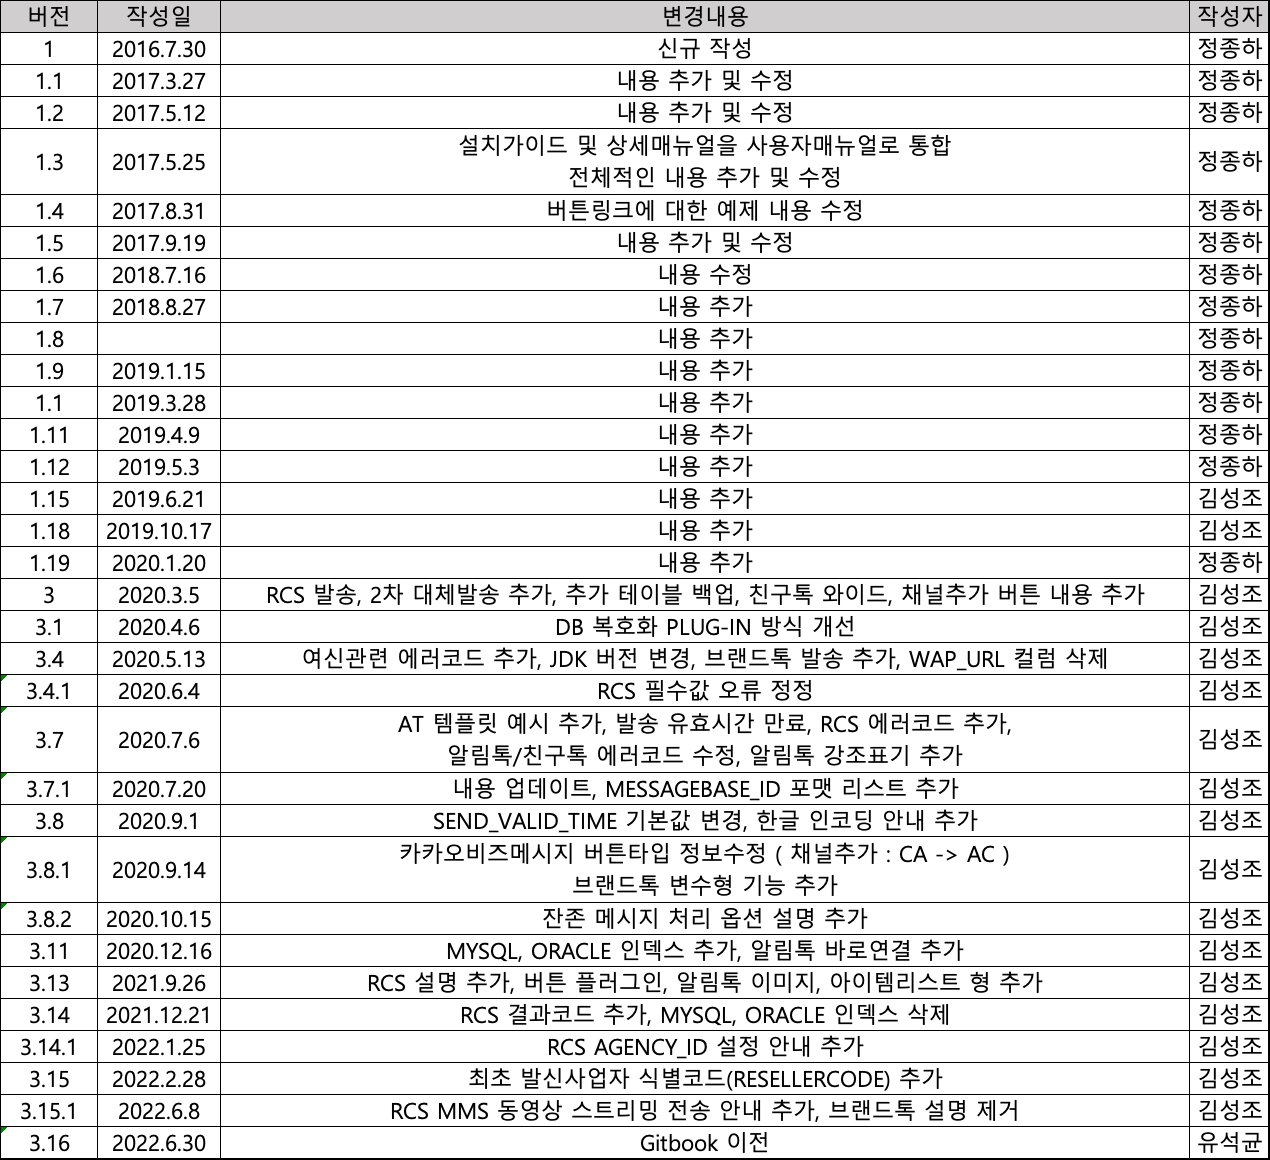 버전 작성일 변경내용 작성자
1 2016.7.30 신규 작성 정종하
1.1 2017.3.27 내용 추가 및 수정 정종하
1.2 2017.5.12 내용 추가 및 수정 정종하
1.3 2017.5.25 설치가이드 및 상세매뉴얼을 사용자매뉴얼로 통합
전체적인 내용 추가 및 수정 정종하
1.4 2017.8.31 버튼링크에 대한 예제 내용 수정 정종하
1.5 2017.9.19 내용 추가 및 수정 정종하
1.6 2018.7.16 내용 수정 정종하
1.7 2018.8.27 내용 추가 정종하
1.8 내용 추가 정종하
1.9 2019.1.15 내용 추가 정종하
1.1 2019.3.28 내용 추가 정종하
1.11 2019.4.9 내용 추가 정종하
1.12 2019.5.3 내용 추가 정종하
1.15 2019.6.21 내용 추가 김성조
1.18 2019.10.17 내용 추가 김성조
1.19 2020.1.20 내용 추가 정종하
3 2020.3.5 RCS 발송, 2차 대체발송 추가, 추가 테이블 백업, 친구톡 와이드, 채널추가 버튼 내용 추가 김성조
3.1 2020.4.6 DB 복호화 PLUG-IN 방식 개선 김성조
3.4 2020.5.13 여신관련 에러코드 추가, JDK 버전 변경, 브랜드톡 발송 추가, WAP_URL 컬럼 삭제 김성조
3.4.1 2020.6.4 RCS 필수값 오류 정정 김성조
3.7 2020.7.6 AT 템플릿 예시 추가, 발송 유효시간 만료, RCS 에러코드 추가,
알림톡/친구톡 에러코드 수정, 알림톡 강조표기 추가 김성조
3.7.1 2020.7.20 내용 업데이트, MESSAGEBASE_ID 포맷 리스트 추가 김성조
3.8 2020.9.1 SEND_VALID_TIME 기본값 변경, 한글 인코딩 안내 추가 김성조
3.8.1 2020.9.14 카카오비즈메시지 버튼타입 정보수정 ( 채널추가 : CA -> AC )
브랜드톡 변수형 기능 추가 김성조
3.8.2 2020.10.15 잔존 메시지 처리 옵션 설명 추가 김성조
3.11 2020.12.16 MYSQL, ORACLE 인덱스 추가, 알림톡 바로연결 추가 김성조
3.13 2021.9.26 RCS 설명 추가, 버튼 플러그인, 알림톡 이미지, 아이템리스트 형 추가 김성조
3.14 2021.12.21 RCS 결과코드 추가, MYSQL, ORACLE 인덱스 삭제 김성조
3.14.1 2022.1.25 RCS AGENCY_ID 설정 안내 추가 김성조
3.15 2022.2.28 최초 발신사업자 식별코드(RESELLERCODE) 추가 김성조
3.15.1 2022.6.8 RCS MMS 동영상 스트리밍 전송 안내 추가, 브랜드톡 설명 제거 김성조
3.16 2022.6.30 Gitbook 이전 유석균